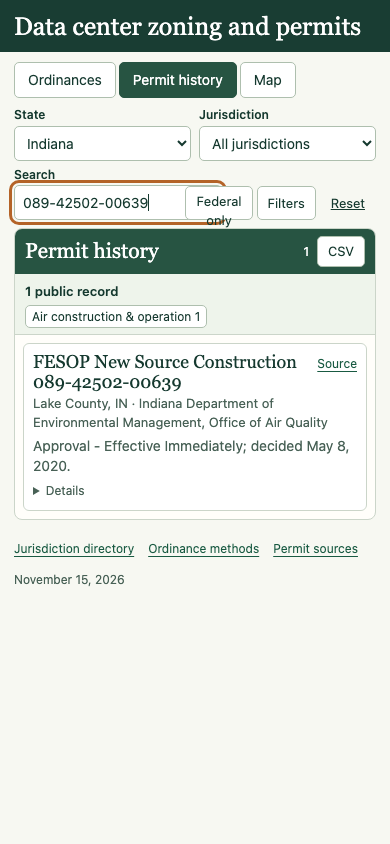 Data center zoning and permits
Ordinances
Permit history
Map
State
Jurisdiction
Indiana
All jurisdictions
Search
089-42502-00639
Federal
only
Filters
Reset
Permit history
1
CSV
1 public record
Air construction & operation 1
FESOP New Source Construction
089-42502-00639
Source
Lake County, IN · Indiana Department of
Environmental Management, Office of Air Quality
Approval - Effective Immediately; decided May 8,
2020.
Details
Jurisdiction directory
Ordinance methods
Permit sources
November 15, 2026